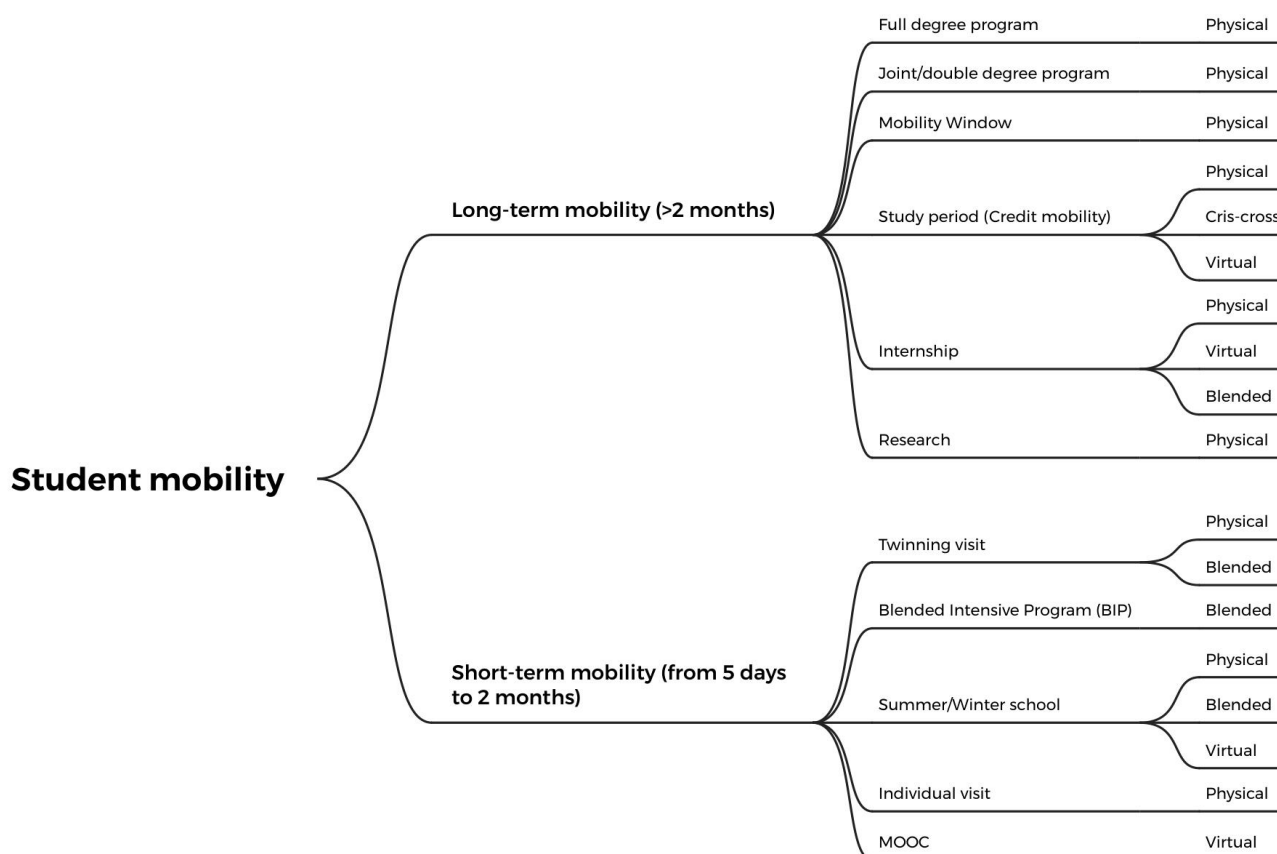 Full degree program
Physical
Joint/double degree program
Physical
Mobility Window
Physical
Physical
Long-term mobility (>2 months)
Study period (Credit mobility)
Cris-cross
Virtual
Physical
Internship
Virtual
Blended
Research
Physical
Student mobility
Physical
Twinning visit
Blended
Blended Intensive Program (BIP)
Blended
Physical
Short-term mobility (from 5 days
to 2 months)
Summer/Winter school
Blended
Virtual
Individual visit
Physical
MOOC
Virtual